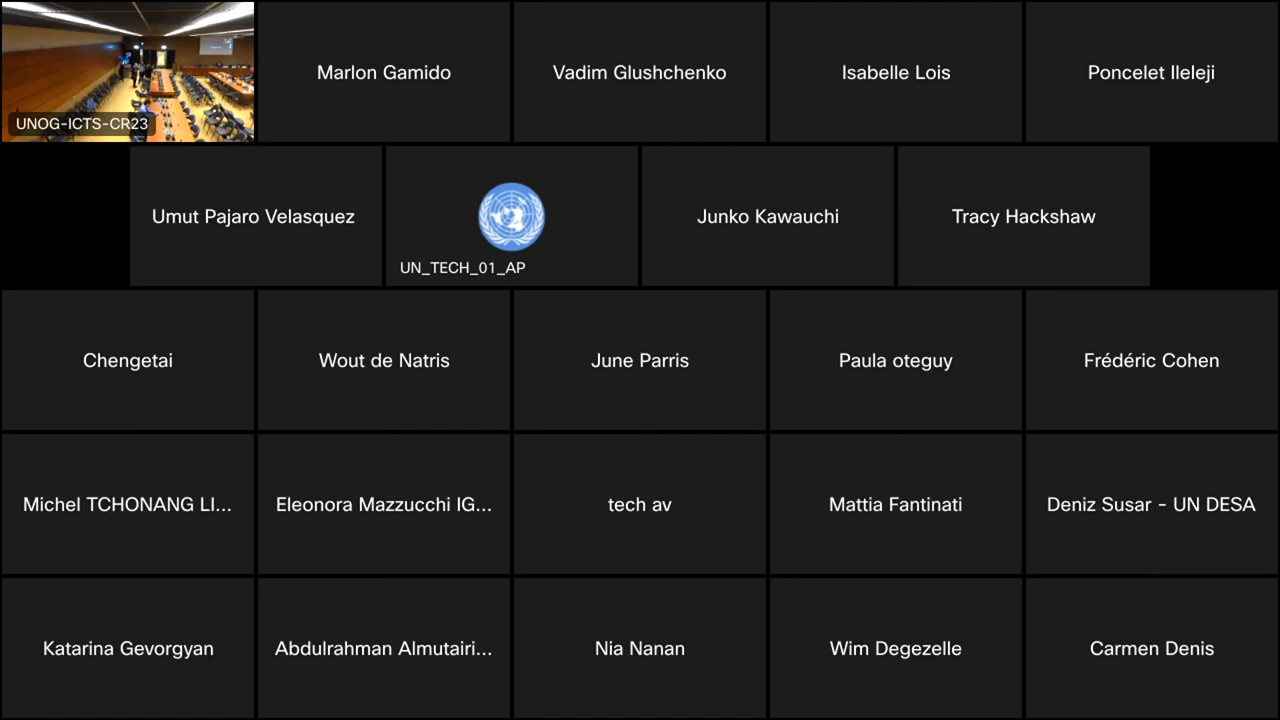 UNOG-ICTS-CR23
Marlon Gamido
Vadim Glushchenko
Isabelle Lois
Poncelet Ileleji
Umut Pajaro Velasquez
UN_TECH_01_AP
Junko Kawauchi
Tracy Hackshaw
Chengetai
Wout de Natris
June Parris
Paula oteguy
Frédéric Cohen
Michel TCHONANG LI...
Eleonora Mazzucchi IG...
tech av
Mattia Fantinati
Deniz Susar - UN DESA
Katarina Gevorgyan
Abdulrahman Almutairi...
Nia Nanan
Wim Degezelle
Carmen Denis